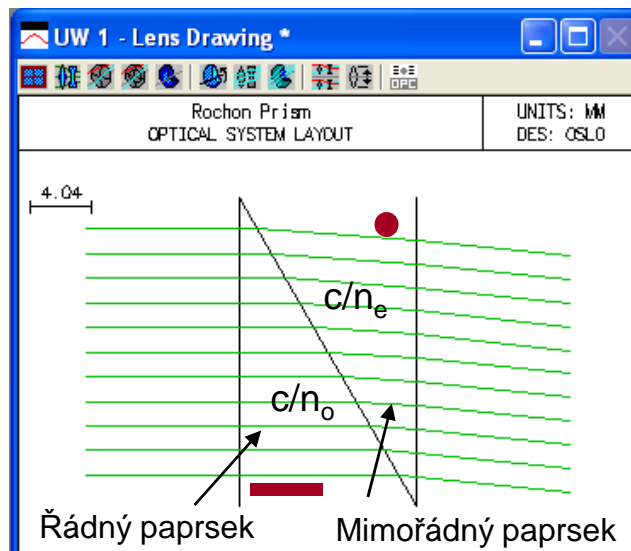 UW 1 - Lens Drawing *
Rochon Prism
OPTICAL SYSTEM LAYOUT
UNITS: MM
DES: OSLO
4.04
c/nₑ
c/nₒ
Řádný paprsek
Mimořádný paprsek